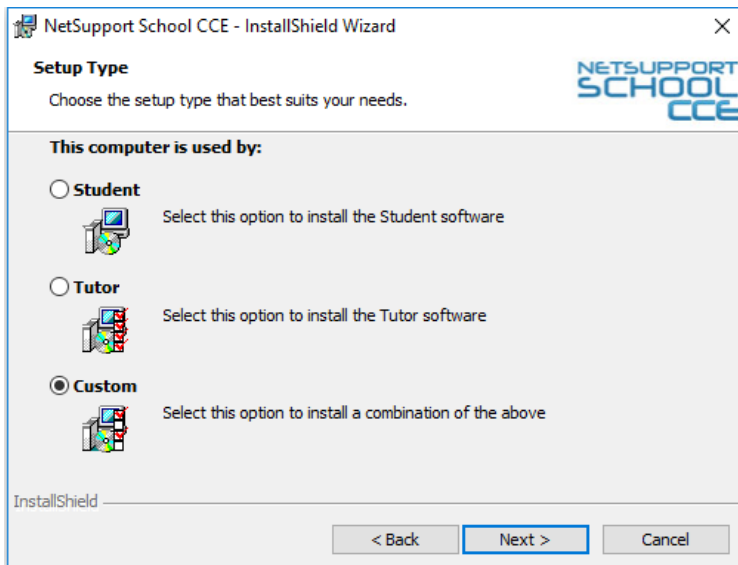 NetSupport School CCE - InstallShield Wizard
Setup Type
Choose the setup type that best suits your needs.
NETSUPPORT
SCHOOL
CCE
This computer is used by:
Student
Select this option to install the Student software
Tutor
Select this option to install the Tutor software
Custom
Select this option to install a combination of the above
InstallShield
< Back
Next >
Cancel